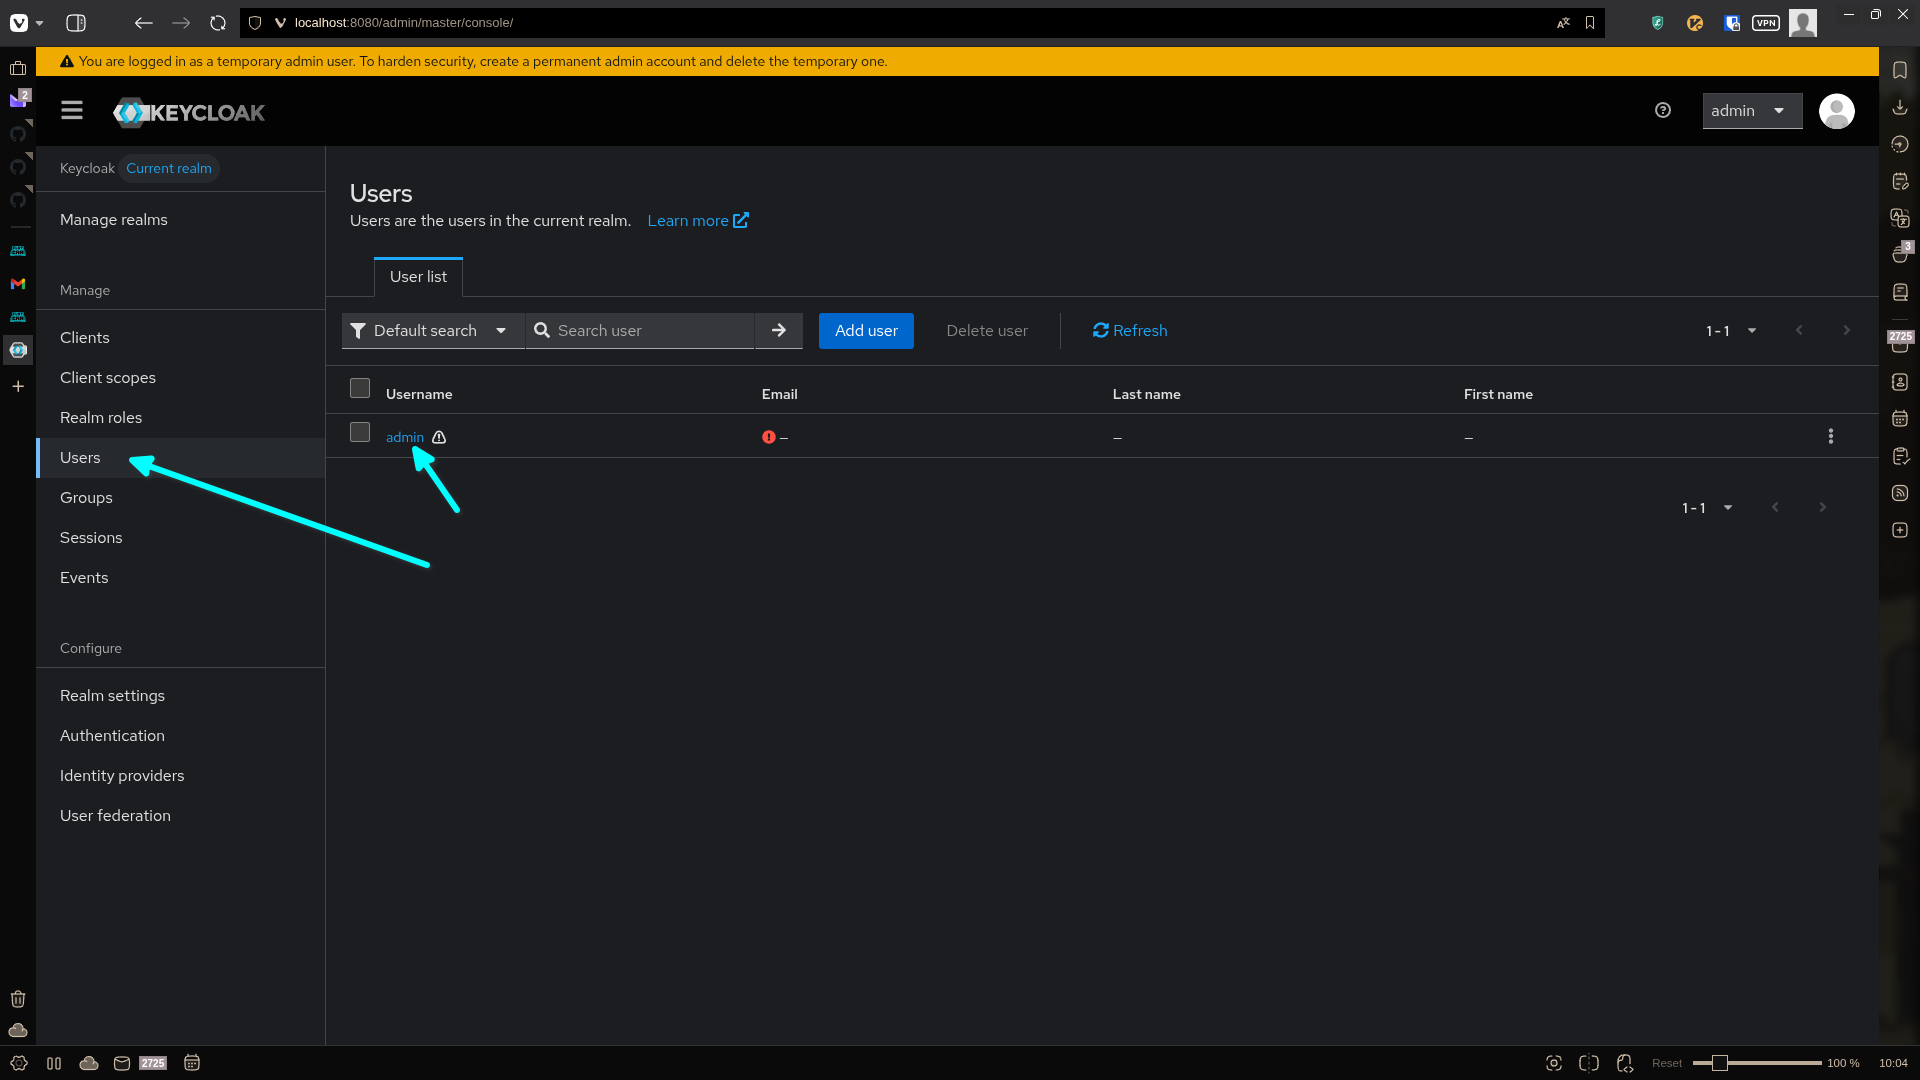 localhost:8080/admin/master/console/
VPN
You are logged in as a temporary admin user. To harden security, create a permanent admin account and delete the temporary one.
2
KEYCLOAK
admin
Keycloak Current realm
Manage realms
Manage
Clients
Client scopes
Realm roles
Users
Groups
Sessions
Events
Configure
Realm settings
Authentication
Identity providers
User federation
Users
Users are the users in the current realm. Learn more
User list
Default search Search user Add user Delete user Refresh 1 - 1
Username Email Last name First name
admin – – –
1 - 1
3
2725
2725
Reset 100 % 10:04